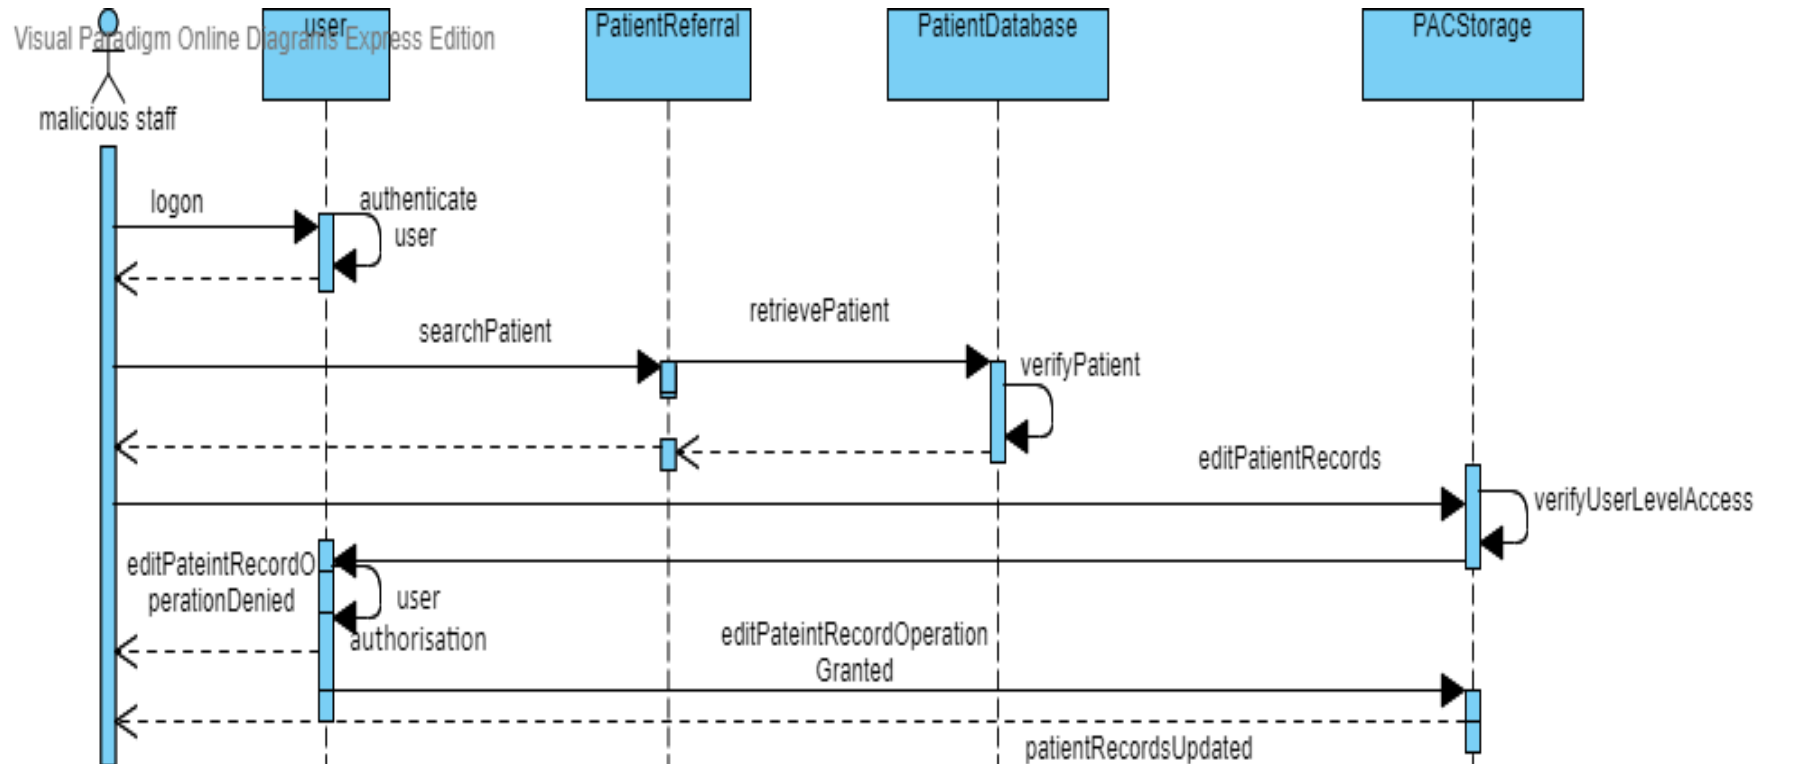 user
PatientReferral
PatientDatabase
PACStorage
Visual Paradigm Online Diagrams Express Edition
malicious staff
logon
authenticate
user
searchPatient
retrievePatient
verifyPatient
editPatientRecords
verifyUserLevelAccess
editPateintRecordO
perationDenied
user
authorisation
editPateintRecordOperation
Granted
patientRecordsUpdated